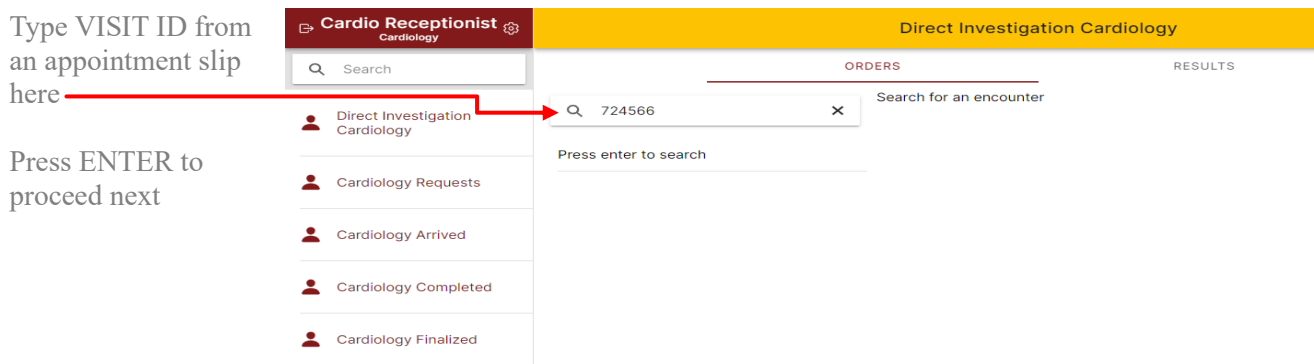 Type VISIT ID from
an appointment slip
here
Press ENTER to
proceed next
Cardio Receptionist
Cardiology
Search
Direct Investigation
Cardiology
Cardiology Requests
Cardiology Arrived
Cardiology Completed
Cardiology Finalized
Direct Investigation Cardiology
ORDERS
RESULTS
724566
Search for an encounter
Press enter to search